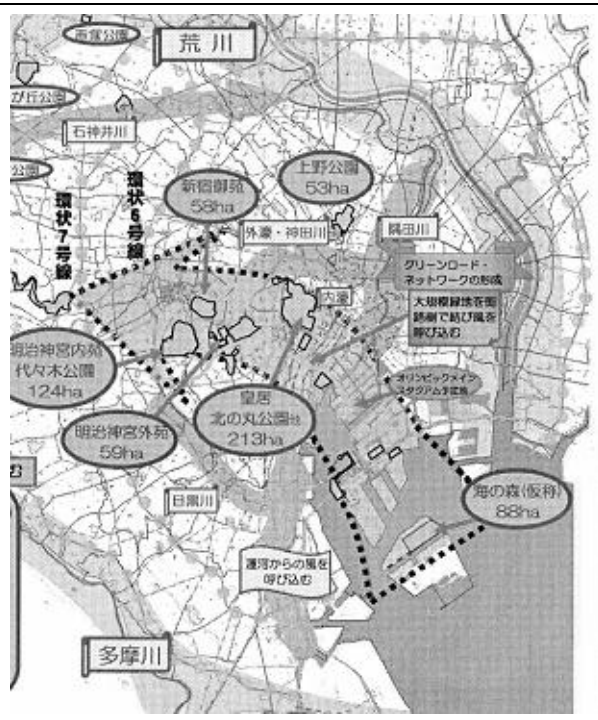 荒川
が丘公園
石神井川
公園
環状7号線
環状6号線
新宿御苑
58ha
上野公園
53ha
外濠・神田川
隅田川
グリーンロード・
ネットワークの形成
大規模緑地を街
路樹で結び風を
呼び込む
内濠
明治神宮内苑
代々木公園
124ha
明治神宮外苑
59ha
皇居
北の丸公園
213ha
オリンピックメイン
スタジアム予定地
海の森(仮称)
88ha
目黒川
運河からの風を
呼び込む
む
多摩川